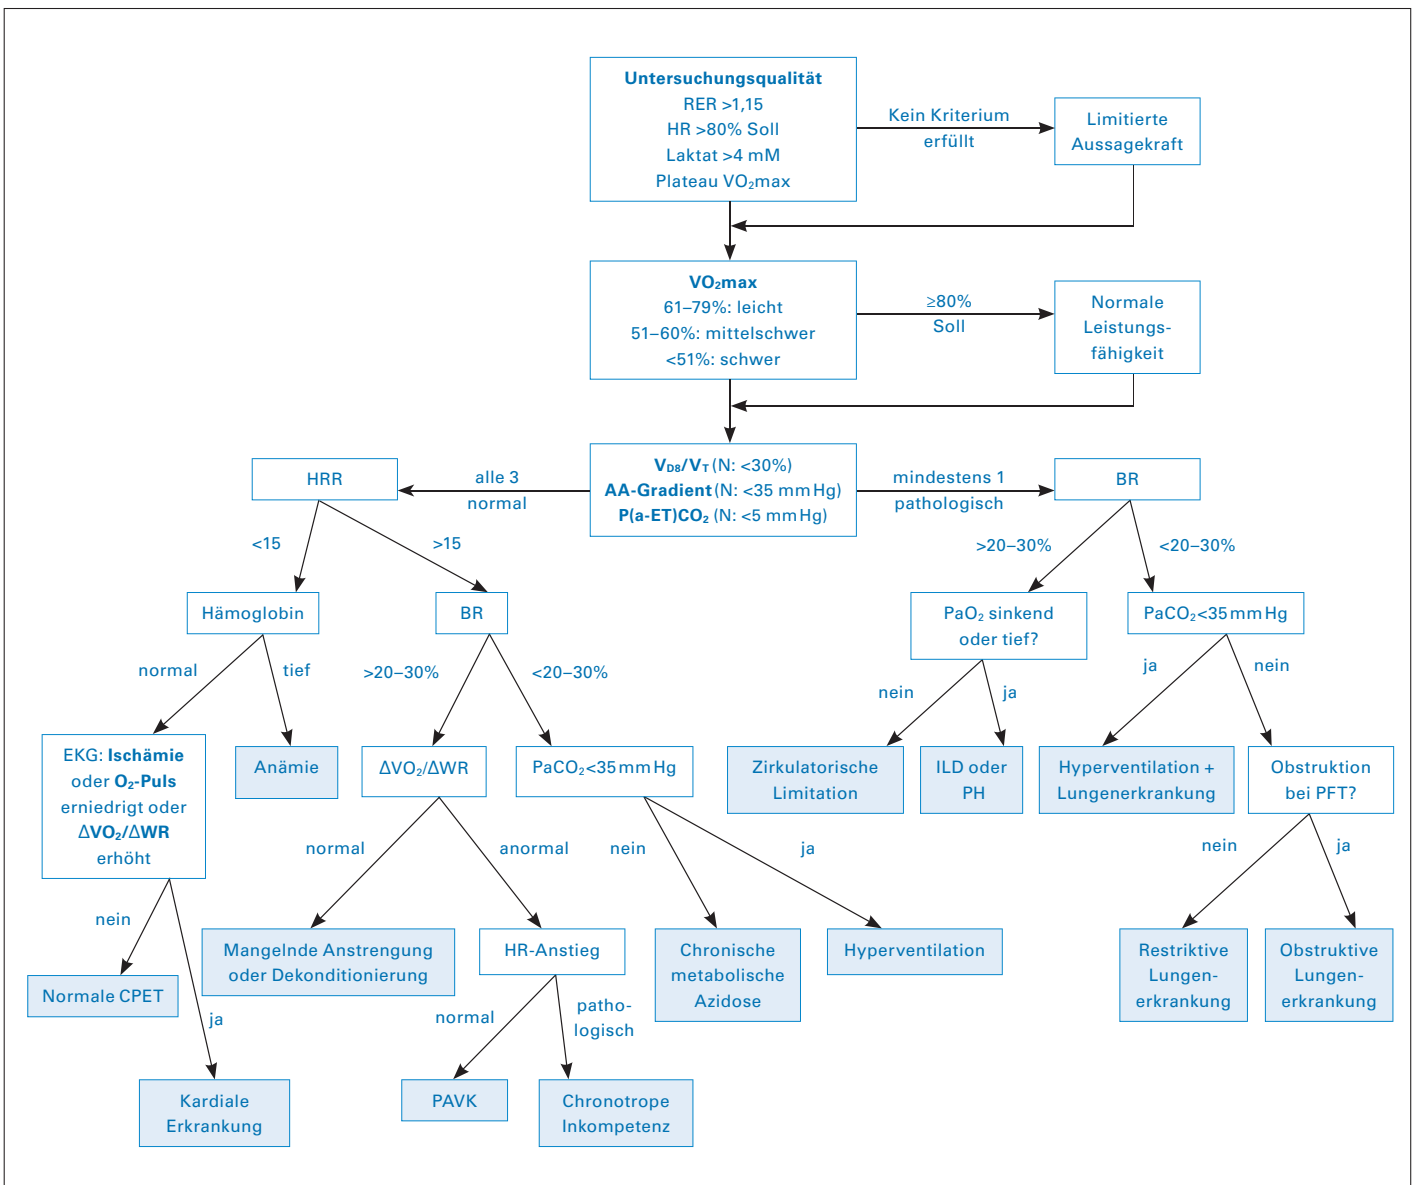 Untersuchungsqualität
RER >1,15
HR >80% Soll
Laktat >4 mM
Plateau VO₂max
Kein Kriterium
erfüllt
Limitierte
Aussagekraft
VO₂max
61–79%: leicht
51–60%: mittelschwer
<51%: schwer
≥80%
Soll
Normale
Leistungs-
fähigkeit
HRR
alle 3
normal
V_D8/V_T (N: <30%)
AA-Gradient (N: <35 mm Hg)
P(a-ET)CO₂ (N: <5 mm Hg)
mindestens 1
pathologisch
BR
<15
>15
>20–30%
<20–30%
Hämoglobin
BR
PaO₂ sinkend
oder tief?
PaCO₂<35 mm Hg
normal
tief
>20–30%
<20–30%
nein
ja
ja
nein
EKG: Ischämie
oder O₂-Puls
erniedrigt oder
ΔVO₂/ΔWR
erhöht
Anämie
ΔVO₂/ΔWR
PaCO₂<35 mm Hg
Zirkulatorische
Limitation
ILD oder
PH
Hyperventilation +
Lungenerkrankung
Obstruktion
bei PFT?
normal
anormal
nein
ja
nein
ja
nein
ja
Mangelnde Anstrengung
oder Dekonditionierung
HR-Anstieg
Chronische
metabolische
Azidose
Hyperventilation
Restriktive
Lungen-
erkrankung
Obstruktive
Lungen-
erkrankung
Normale CPET
normal
patho-
logisch
Kardiale
Erkrankung
PAVK
Chronotrope
Inkompetenz